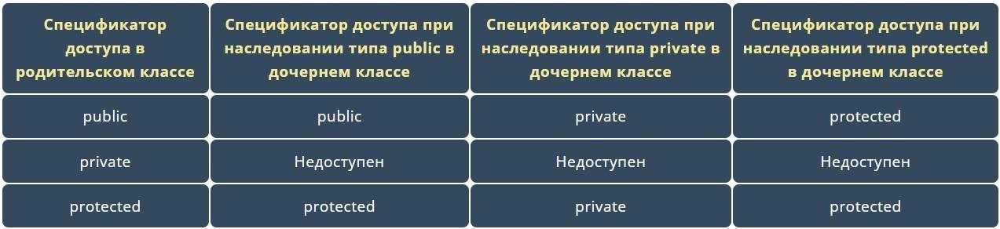 Спецификатор
доступа в
родительском классе
Спецификатор доступа при
наследовании типа public в
дочернем классе
Спецификатор доступа при
наследовании типа private в
дочернем классе
Спецификатор доступа при
наследовании типа protected
в дочернем классе
public
public
private
protected
private
Недоступен
Недоступен
Недоступен
protected
protected
private
protected